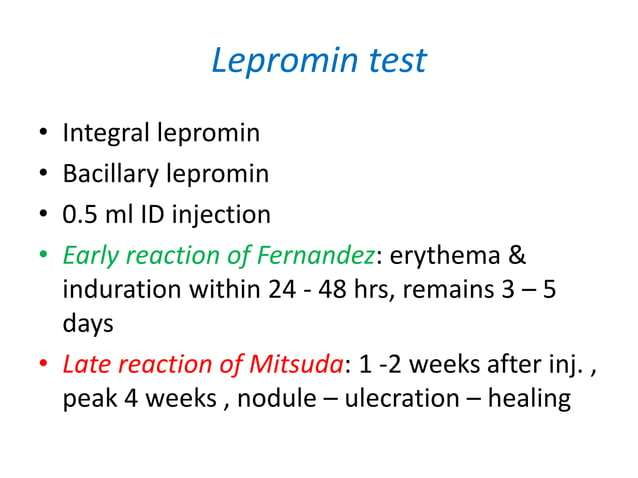 Lepromin test
• Integral lepromin
• Bacillary lepromin
• 0.5 ml ID injection
• Early reaction of Fernandez: erythema &
induration within 24 - 48 hrs, remains 3 – 5
days
• Late reaction of Mitsuda: 1 -2 weeks after inj. ,
peak 4 weeks , nodule – ulecration – healing